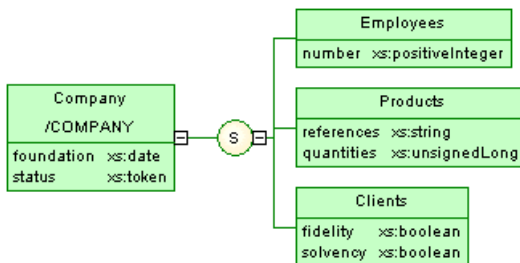 Company
/COMPANY
foundation xs:date
status xs:token
S
Employees
number xs:positiveInteger
Products
references xs:string
quantities xs:unsignedLong
Clients
fidelity xs:boolean
solvency xs:boolean